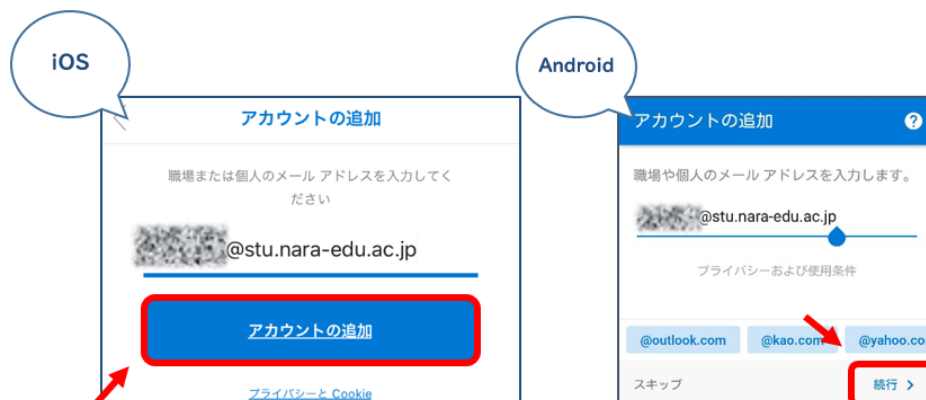 iOS
アカウントの追加
職場または個人のメール アドレスを入力してく
ださい
@stu.nara-edu.ac.jp
アカウントの追加
プライバシーと Cookie
Android
アカウントの追加
?
職場や個人のメール アドレスを入力します。
@stu.nara-edu.ac.jp
プライバシーおよび使用条件
@outlook.com @kao.com @yahoo.co
スキップ 続行 >